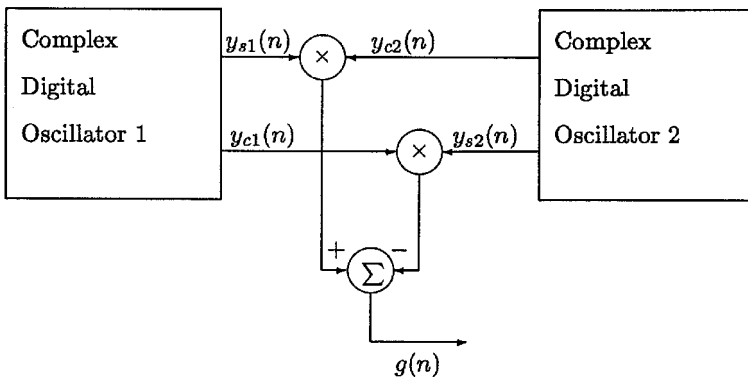 Complex
Digital
Oscillator 1
y_{s1}(n)
y_{c2}(n)
×
y_{c1}(n)
y_{s2}(n)
×
Complex
Digital
Oscillator 2
+
−
Σ
g(n)